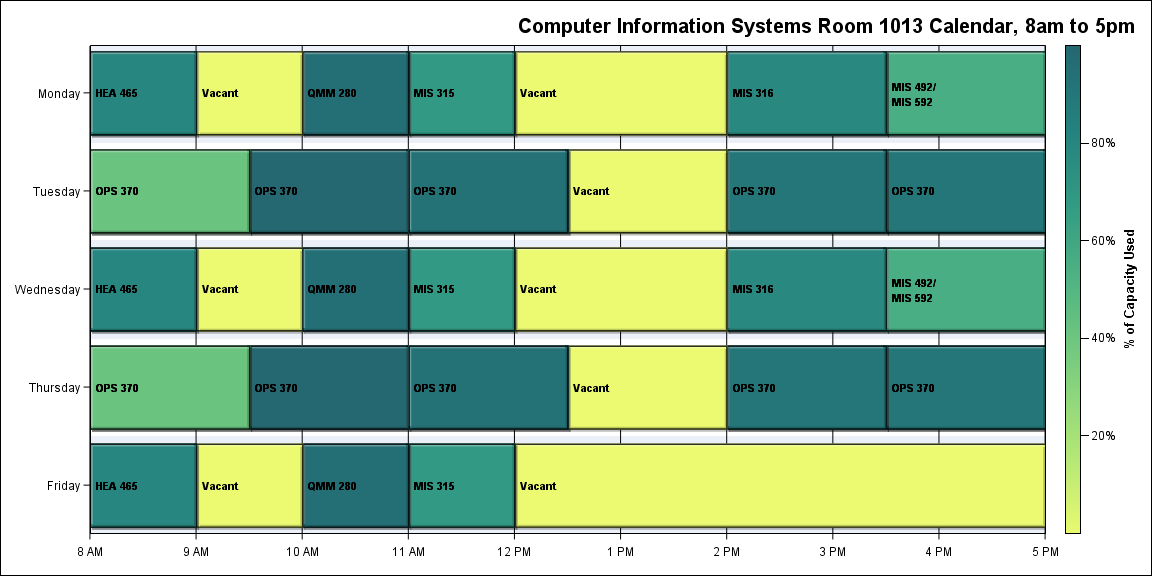 Computer Information Systems Room 1013 Calendar, 8am to 5pm
Monday
HEA 465
Vacant
QMM 280
MIS 315
Vacant
MIS 316
MIS 492/
MIS 592
Tuesday
OPS 370
OPS 370
OPS 370
Vacant
OPS 370
OPS 370
Wednesday
HEA 465
Vacant
QMM 280
MIS 315
Vacant
MIS 316
MIS 492/
MIS 592
Thursday
OPS 370
OPS 370
OPS 370
Vacant
OPS 370
OPS 370
Friday
HEA 465
Vacant
QMM 280
MIS 315
Vacant
8 AM
9 AM
10 AM
11 AM
12 PM
1 PM
2 PM
3 PM
4 PM
5 PM
80%
60%
40%
20%
% of Capacity Used